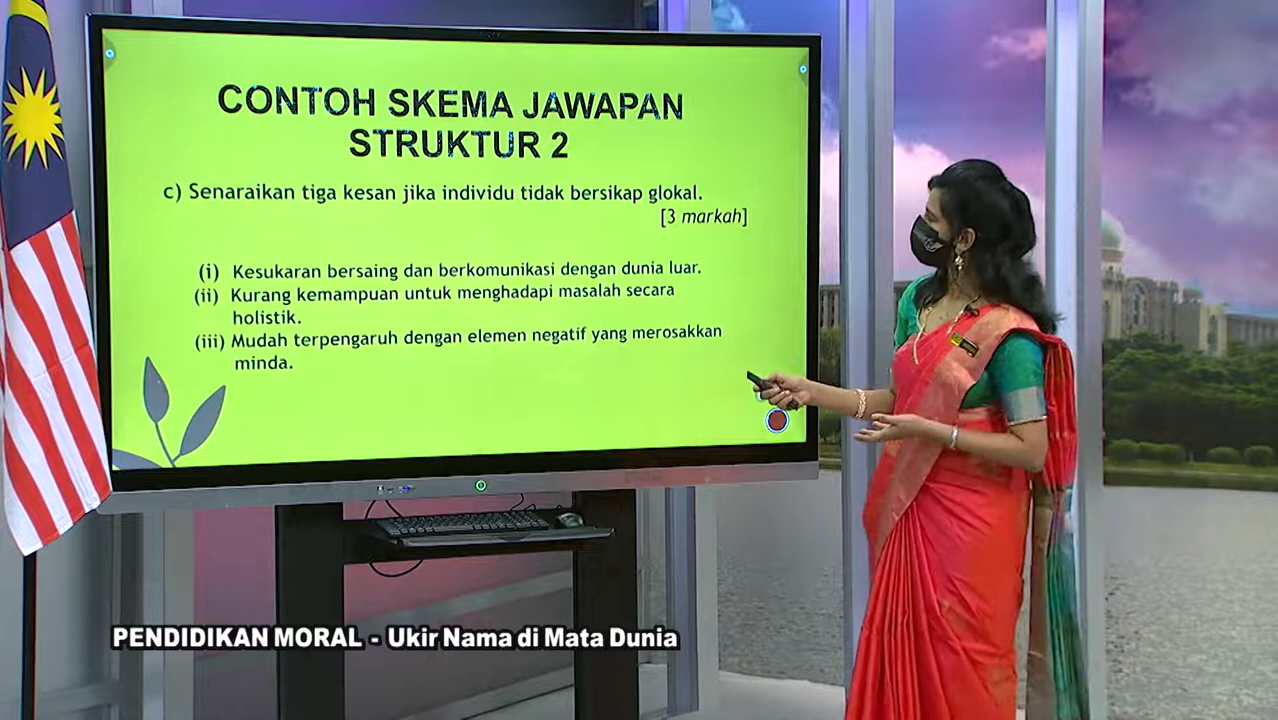 CONTOH SKEMA JAWAPAN
STRUKTUR 2
c) Senaraikan tiga kesan jika individu tidak bersikap glokal.
[3 markah]
(i) Kesukaran bersaing dan berkomunikasi dengan dunia luar.
(ii) Kurang kemampuan untuk menghadapi masalah secara
holistik.
(iii) Mudah terpengaruh dengan elemen negatif yang merosakkan
minda.
PENDIDIKAN MORAL - Ukir Nama di Mata Dunia